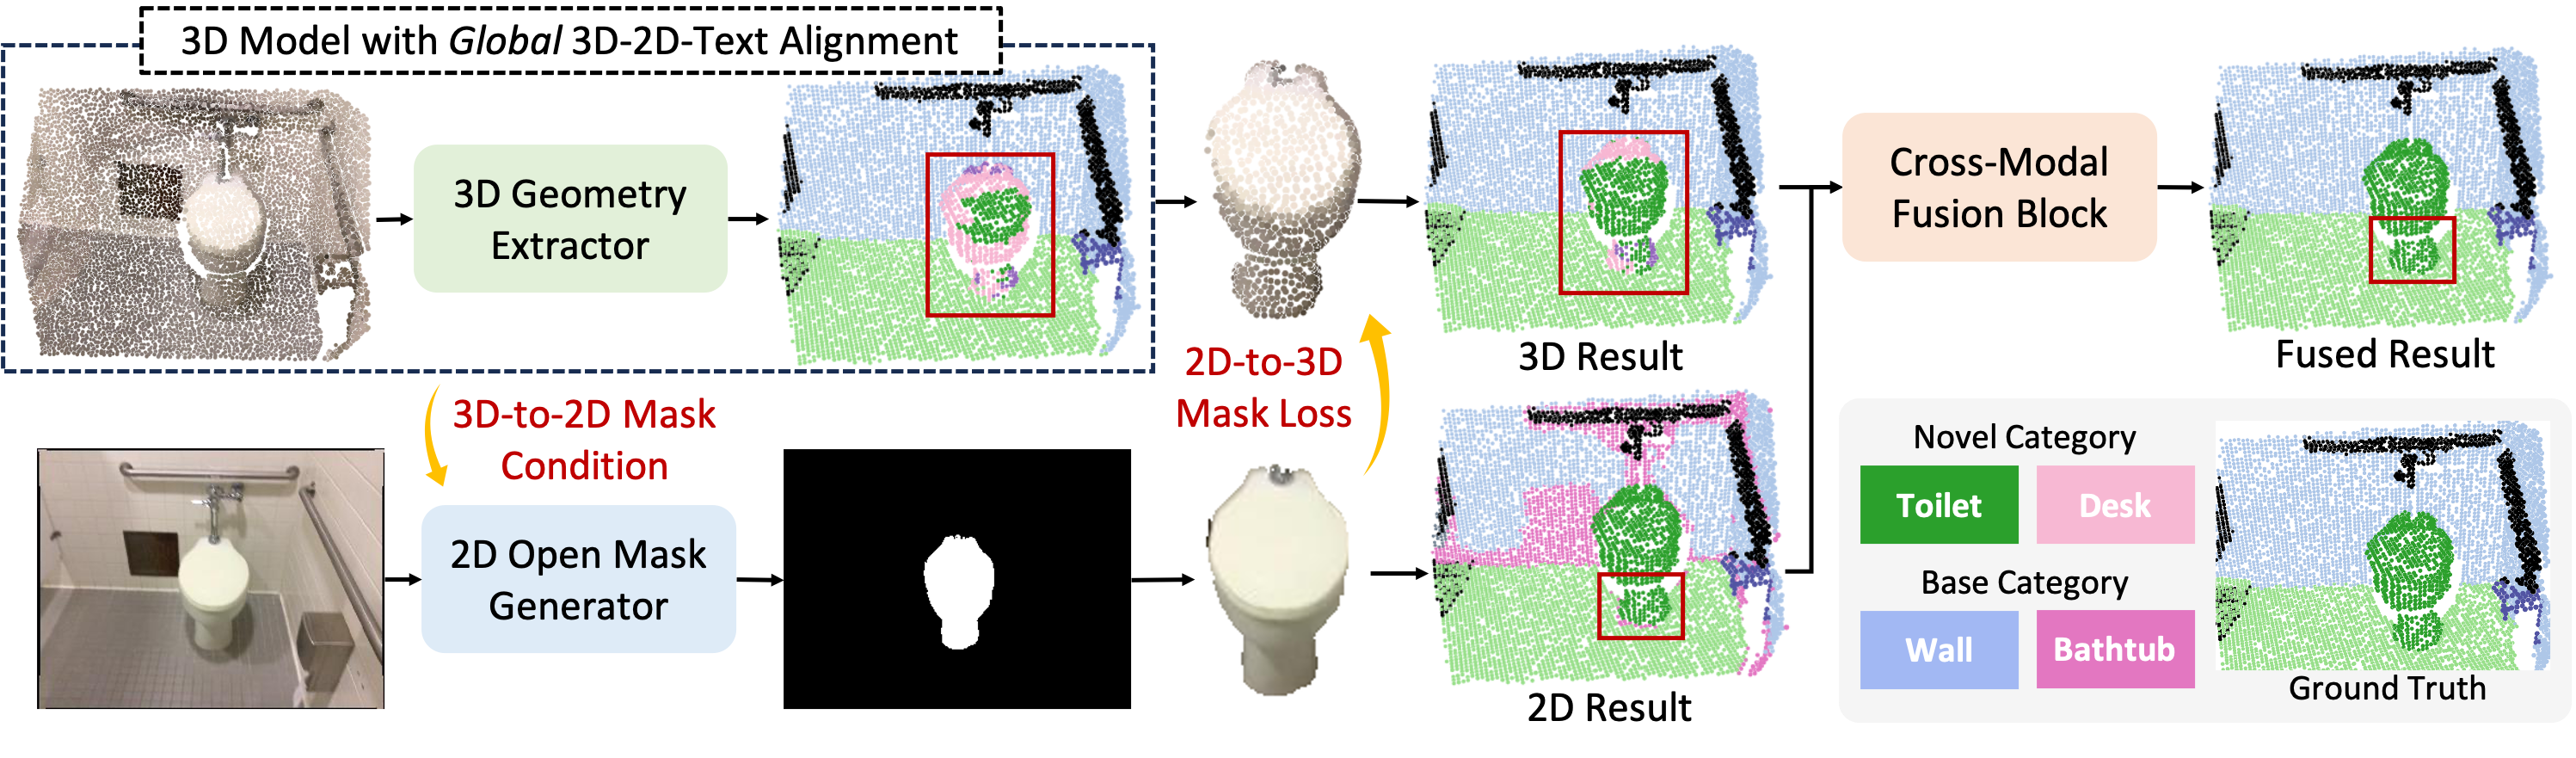 3D Model with Global 3D-2D-Text Alignment
3D Geometry
Extractor
3D Result
Cross-Modal
Fusion Block
Fused Result
3D-to-2D Mask
Condition
2D-to-3D
Mask Loss
2D Open Mask
Generator
2D Result
Novel Category
Toilet
Desk
Base Category
Wall
Bathtub
Ground Truth